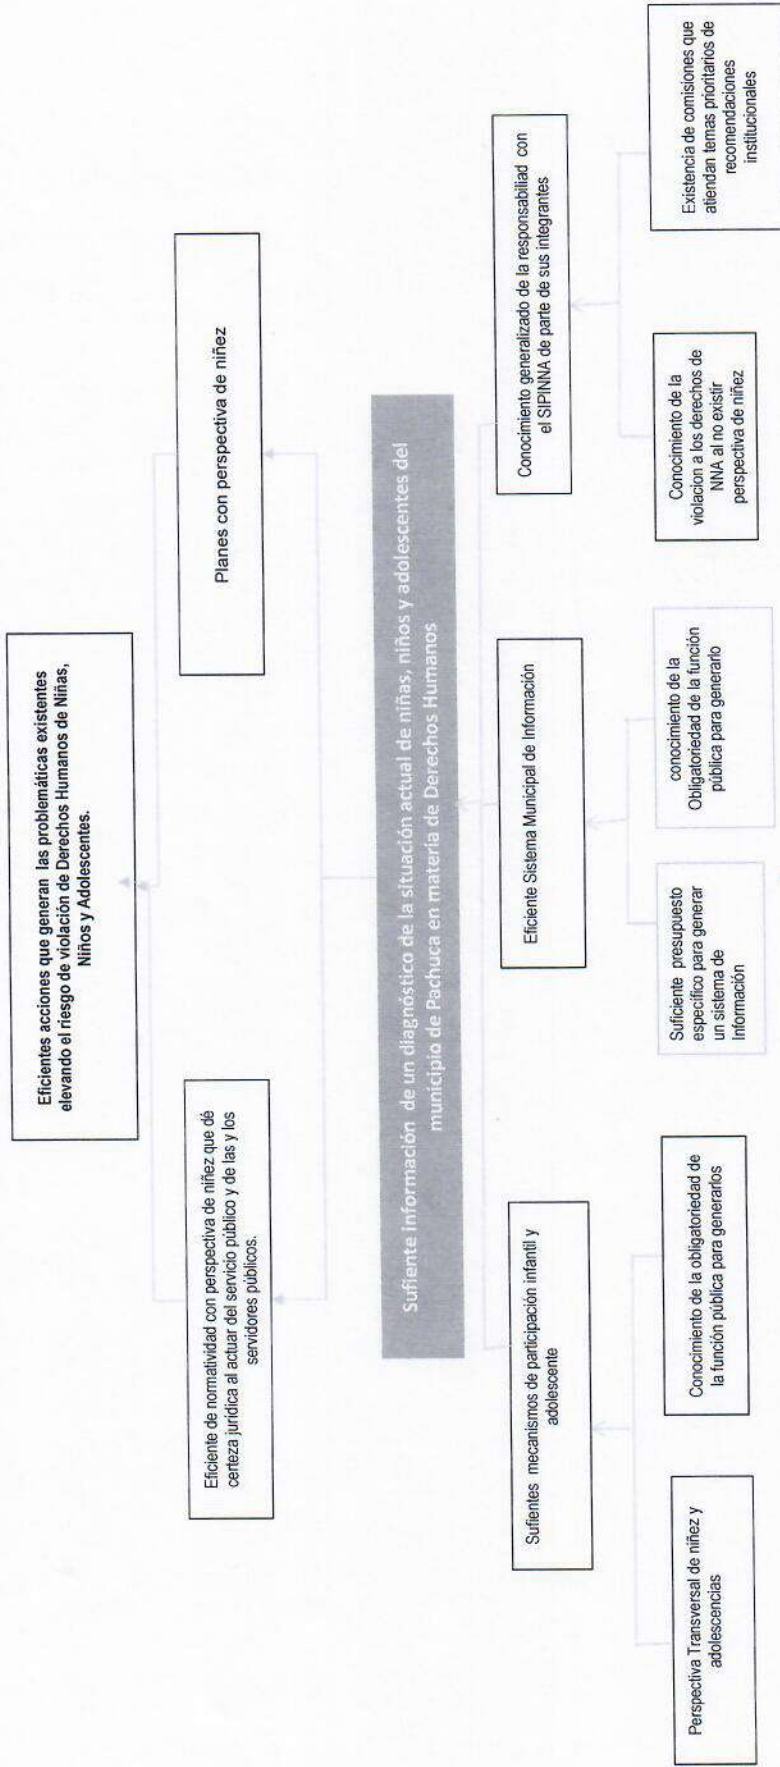 Eficientes acciones que generan las problemáticas existentes
elevando el riesgo de violación de Derechos Humanos de Niñas,
Niños y Adolescentes.
Eficiente de normatividad con perspectiva de niñez que dé
certeza jurídica al actuar del servicio público y de las y los
servidores públicos.
Planes con perspectiva de niñez
Sufiente información de un diagnóstico de la situación actual de niñas, niños y adolescentes del
municipio de Pachuca en materia de Derechos Humanos
Sufientes mecanismos de participación infantil y
adolescente
Eficiente Sistema Municipal de Información
Conocimiento generalizado de la responsabiliad con
el SIPINNA de parte de sus integrantes
Perspectiva Transversal de niñez y
adolescencias
Conocimiento de la obligatoriedad de
la función pública para generarlos
Suficiente presupuesto
específico para generar
un sistema de
Información
conocimiento de la
Obligatoriedad de la función
pública para generarlo
Conocimiento de la
violacion a los derechos de
NNA al no existir
perspectiva de niñez
Existencia de comisiones que
atiendan temas prioritarios de
recomendaciones
institucionales